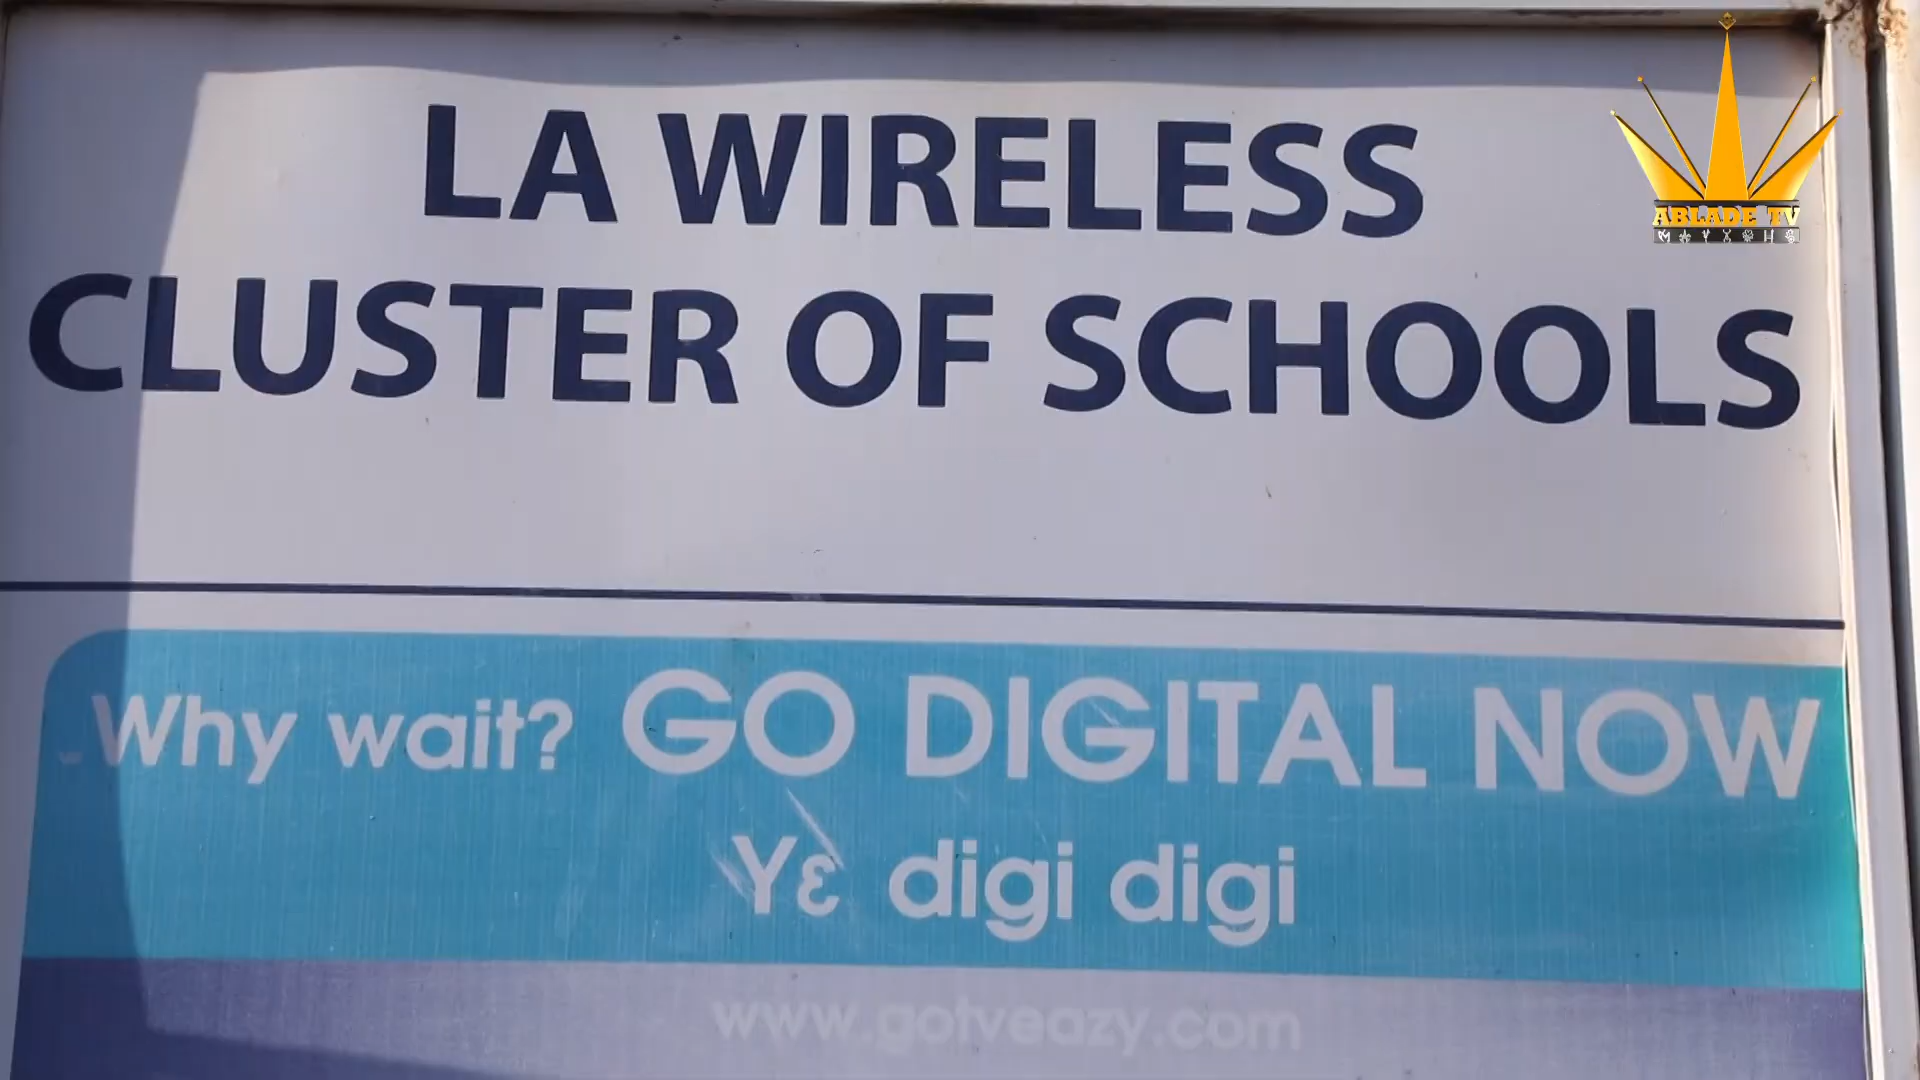 LA WIRELESS
CLUSTER OF SCHOOLS
Why wait? GO DIGITAL NOW
Yɛ digi digi
www.gotveazy.com
ABLADE TV